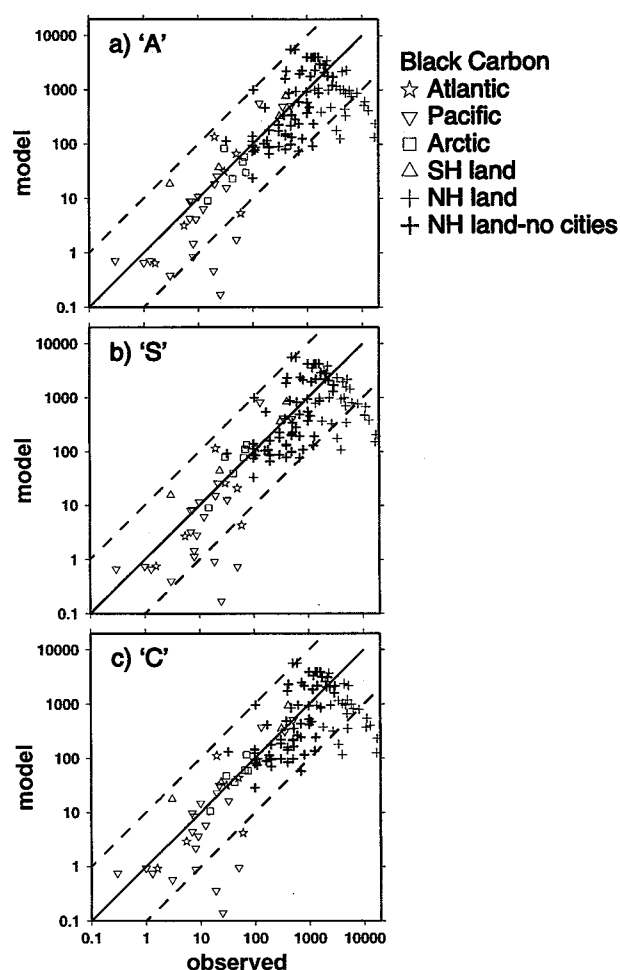 a) 'A'
10000
1000
100
10
1
0.1
model
Black Carbon
Atlantic
Pacific
Arctic
SH land
NH land
NH land-no cities
b) 'S'
10000
1000
100
10
1
0.1
model
c) 'C'
10000
1000
100
10
1
0.1
model
0.1 1 10 100 1000 10000
observed